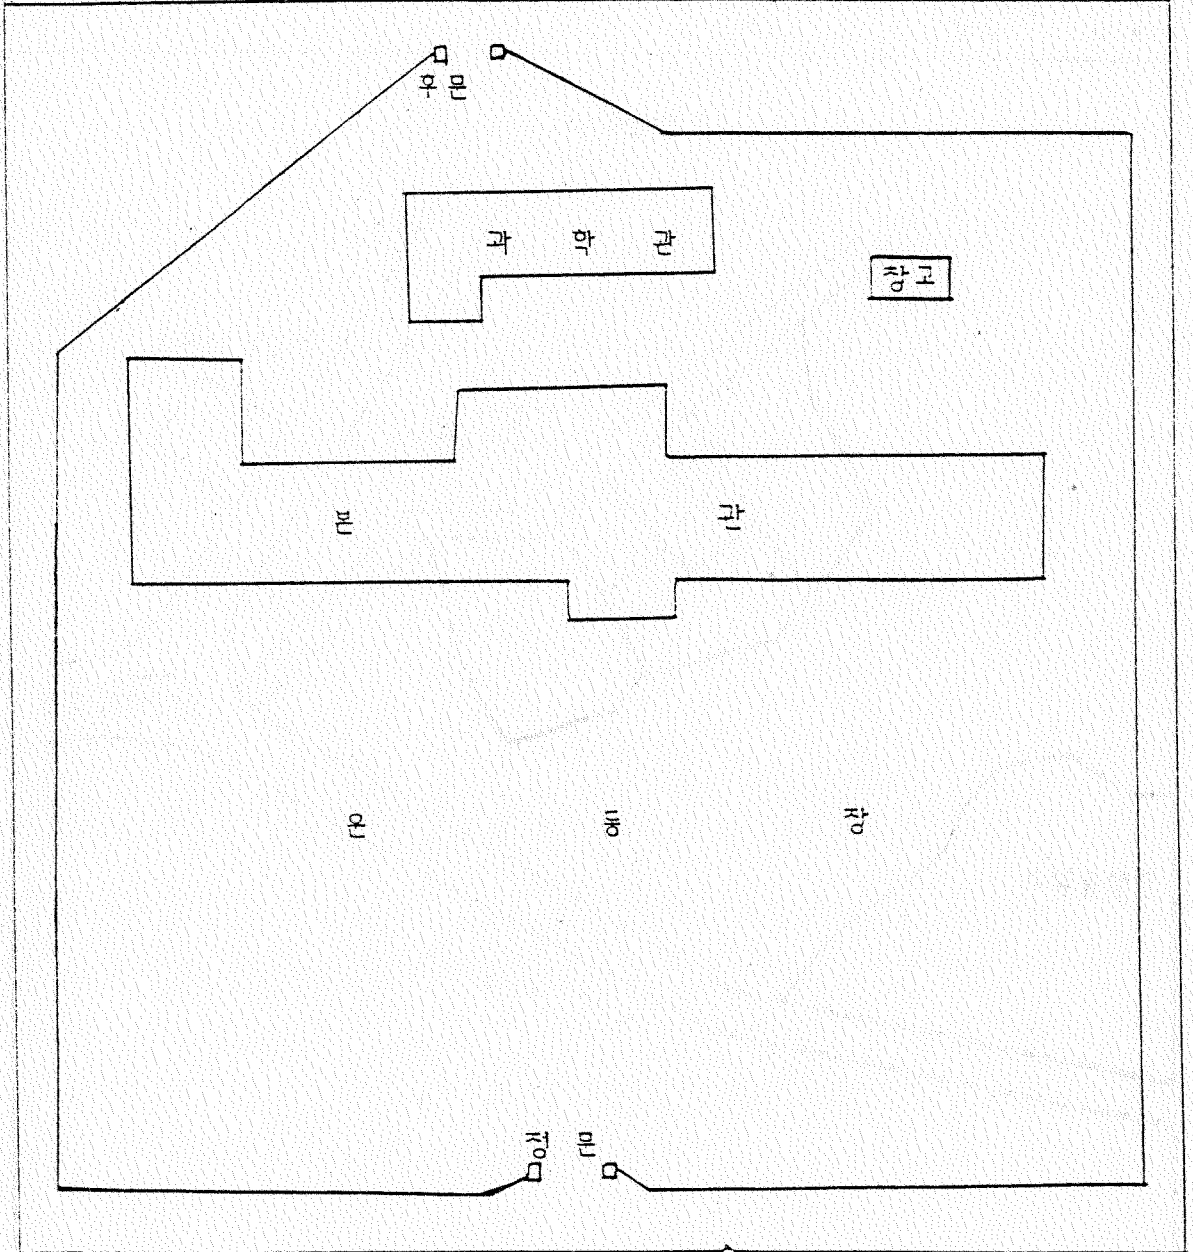 후문
과 학 관
창고
본 관
운 동 장
정 문